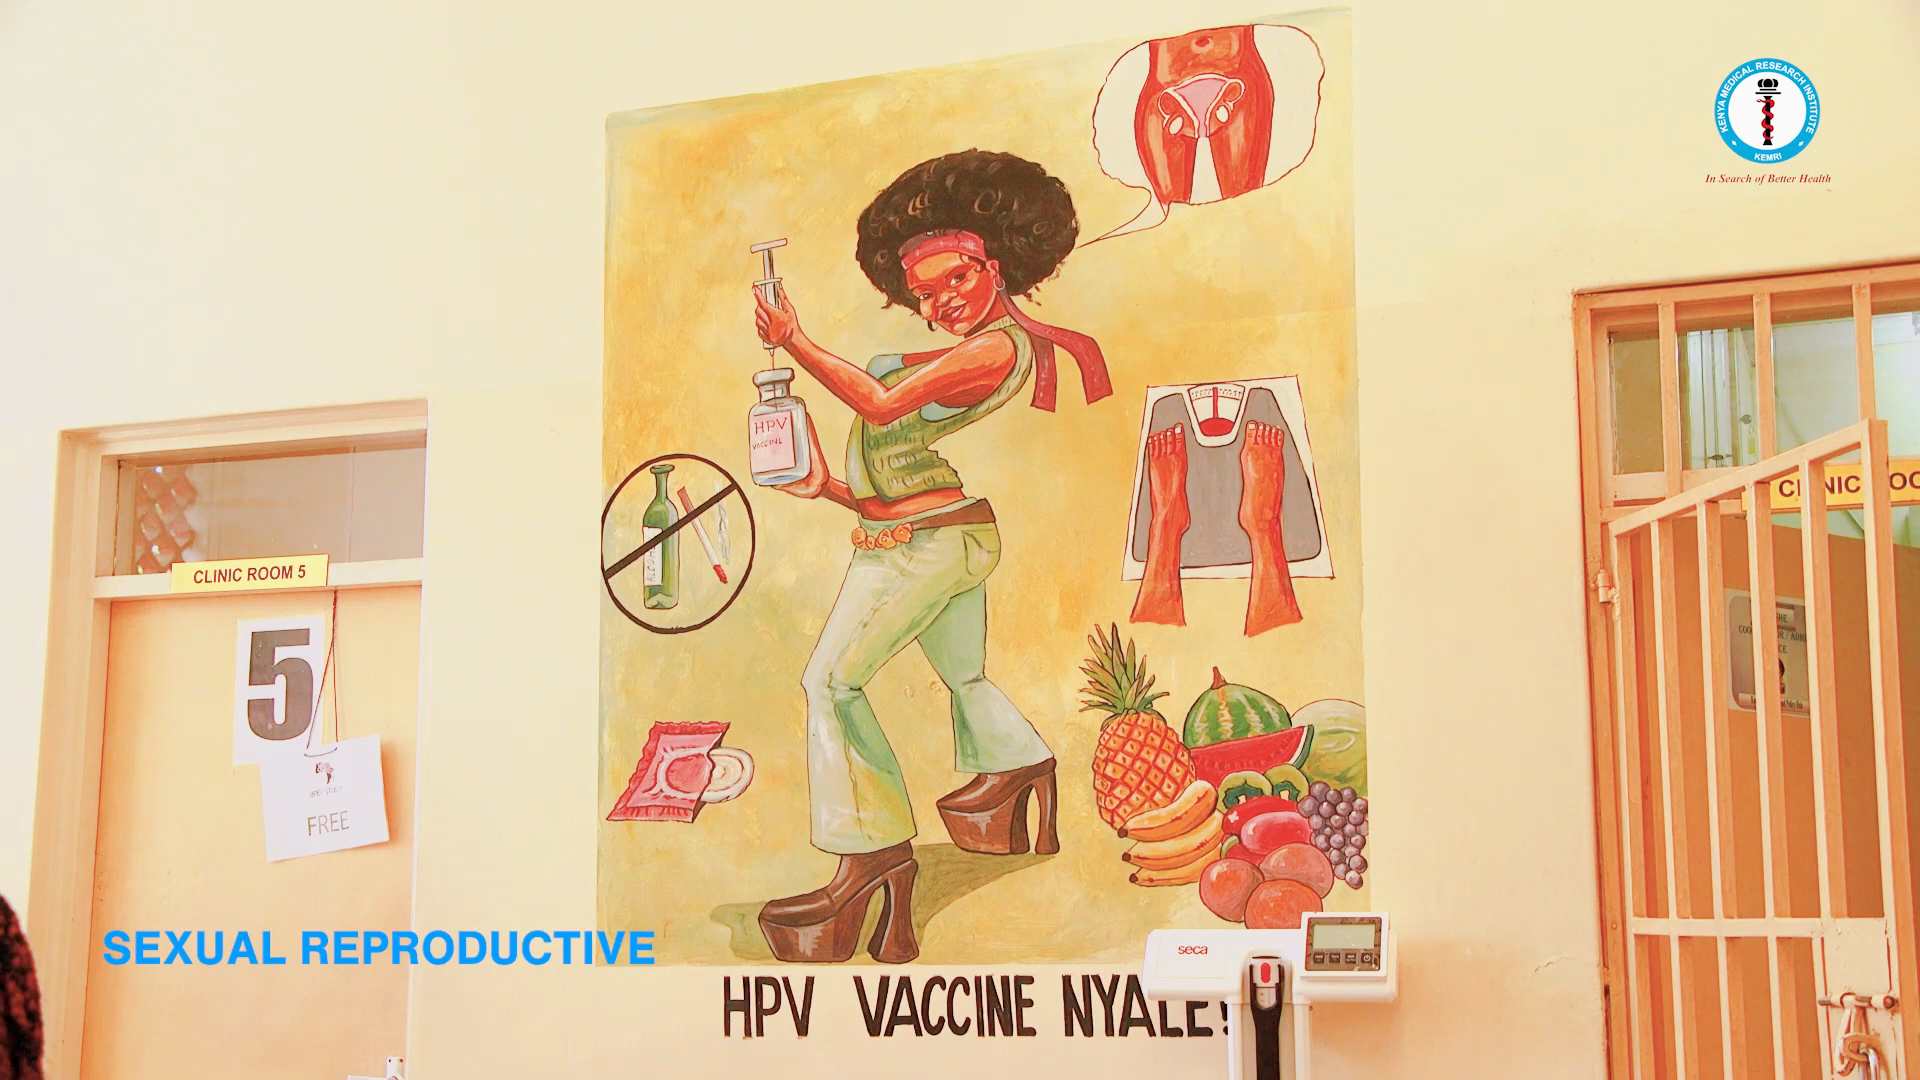 KENYA MEDICAL RESEARCH INSTITUTE
KEMRI
In Search of Better Health
HPV
VACCINE
CLINIC ROOM 5
5
FREE
SEXUAL REPRODUCTIVE
seca
HPV VACCINE NYALE!